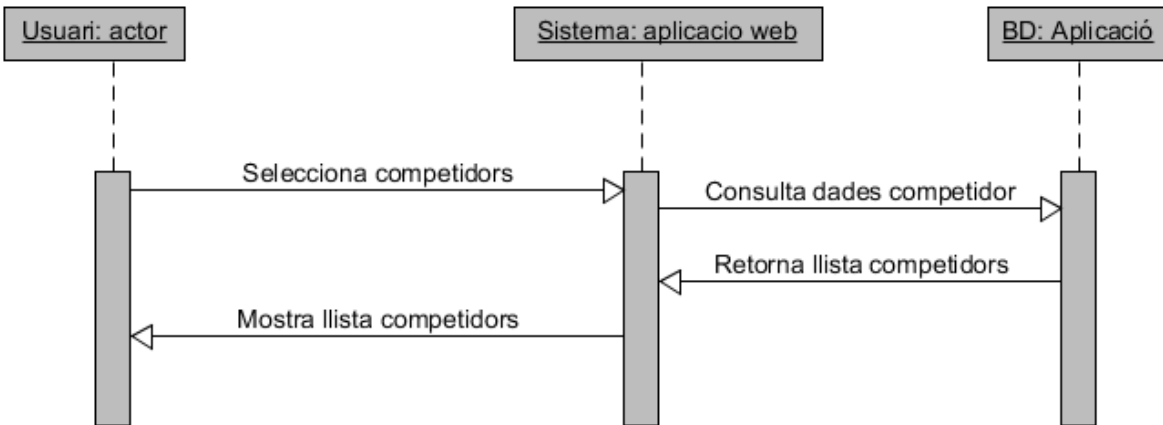 Usuari: actor
Sistema: aplicacio web
BD: Aplicació
Selecciona competidors
Consulta dades competidor
Retorna llista competidors
Mostra llista competidors